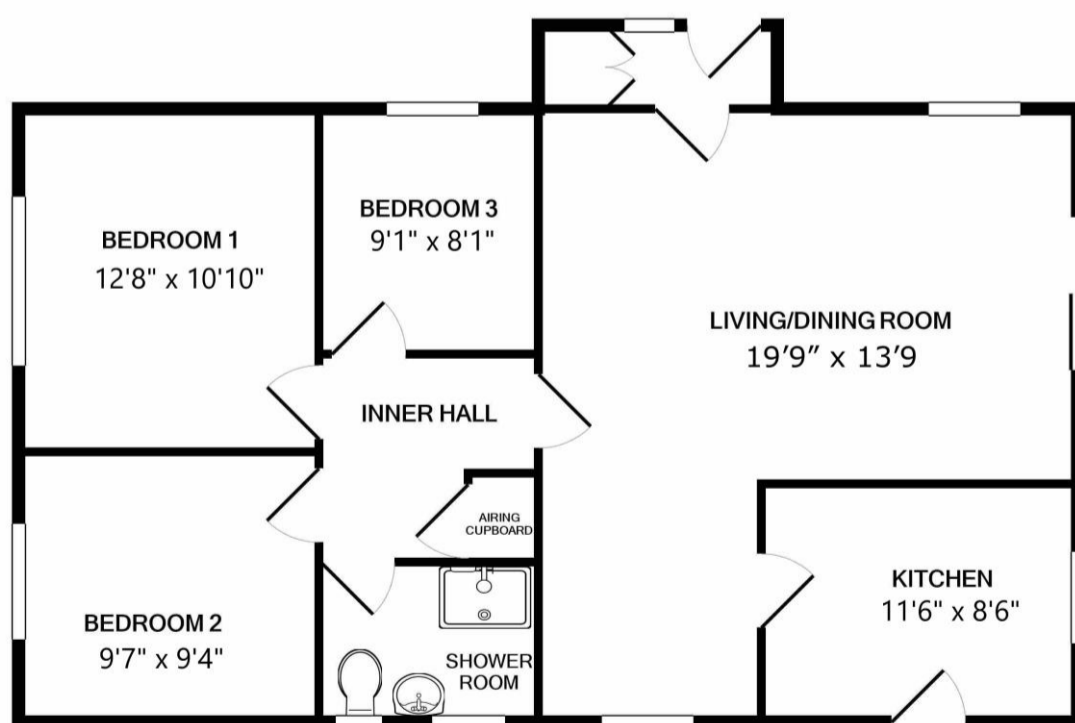 BEDROOM 1
12'8" x 10'10"
BEDROOM 3
9'1" x 8'1"
LIVING/DINING ROOM
19’9” x 13’9
INNER HALL
AIRING
CUPBOARD
BEDROOM 2
9'7" x 9'4"
SHOWER
ROOM
KITCHEN
11'6" x 8'6"